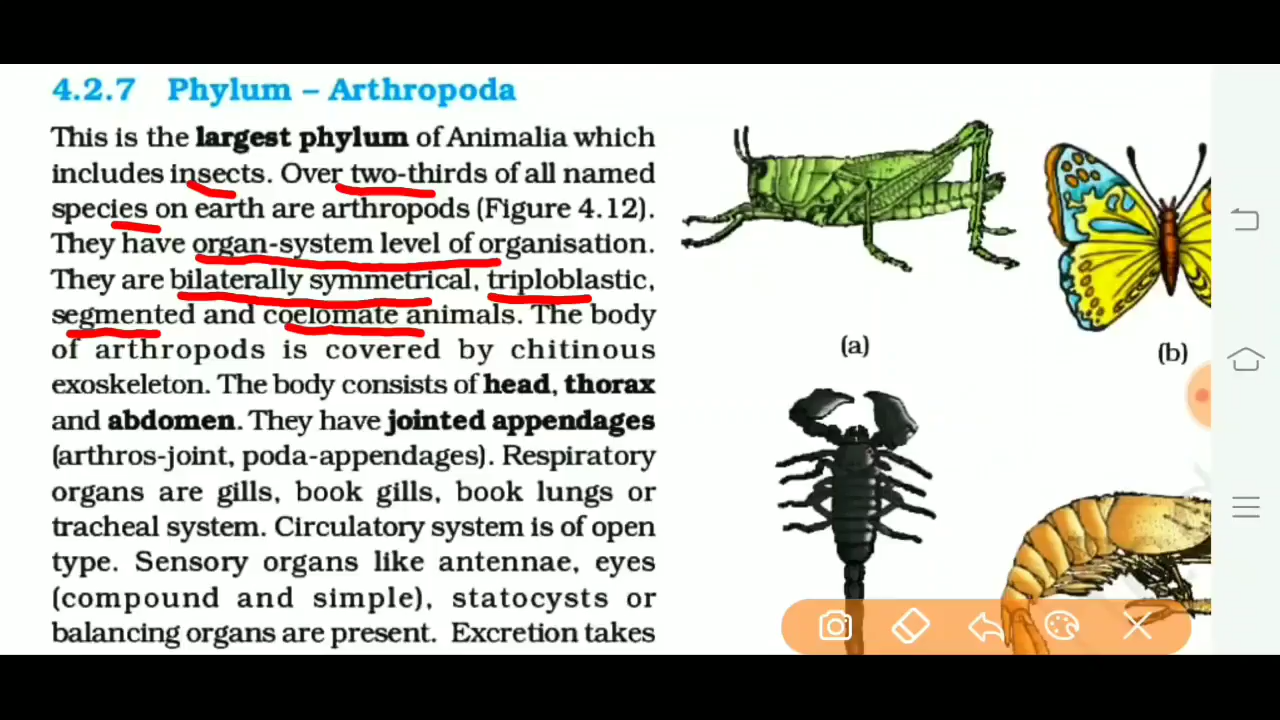 4.2.7 Phylum – Arthropoda
This is the largest phylum of Animalia which
includes insects. Over two-thirds of all named
species on earth are arthropods (Figure 4.12).
They have organ-system level of organisation.
They are bilaterally symmetrical, triploblastic,
segmented and coelomate animals. The body
of arthropods is covered by chitinous
exoskeleton. The body consists of head, thorax
and abdomen. They have jointed appendages
(arthros-joint, poda-appendages). Respiratory
organs are gills, book gills, book lungs or
tracheal system. Circulatory system is of open
type. Sensory organs like antennae, eyes
(compound and simple), statocysts or
balancing organs are present. Excretion takes
(a)
(b)